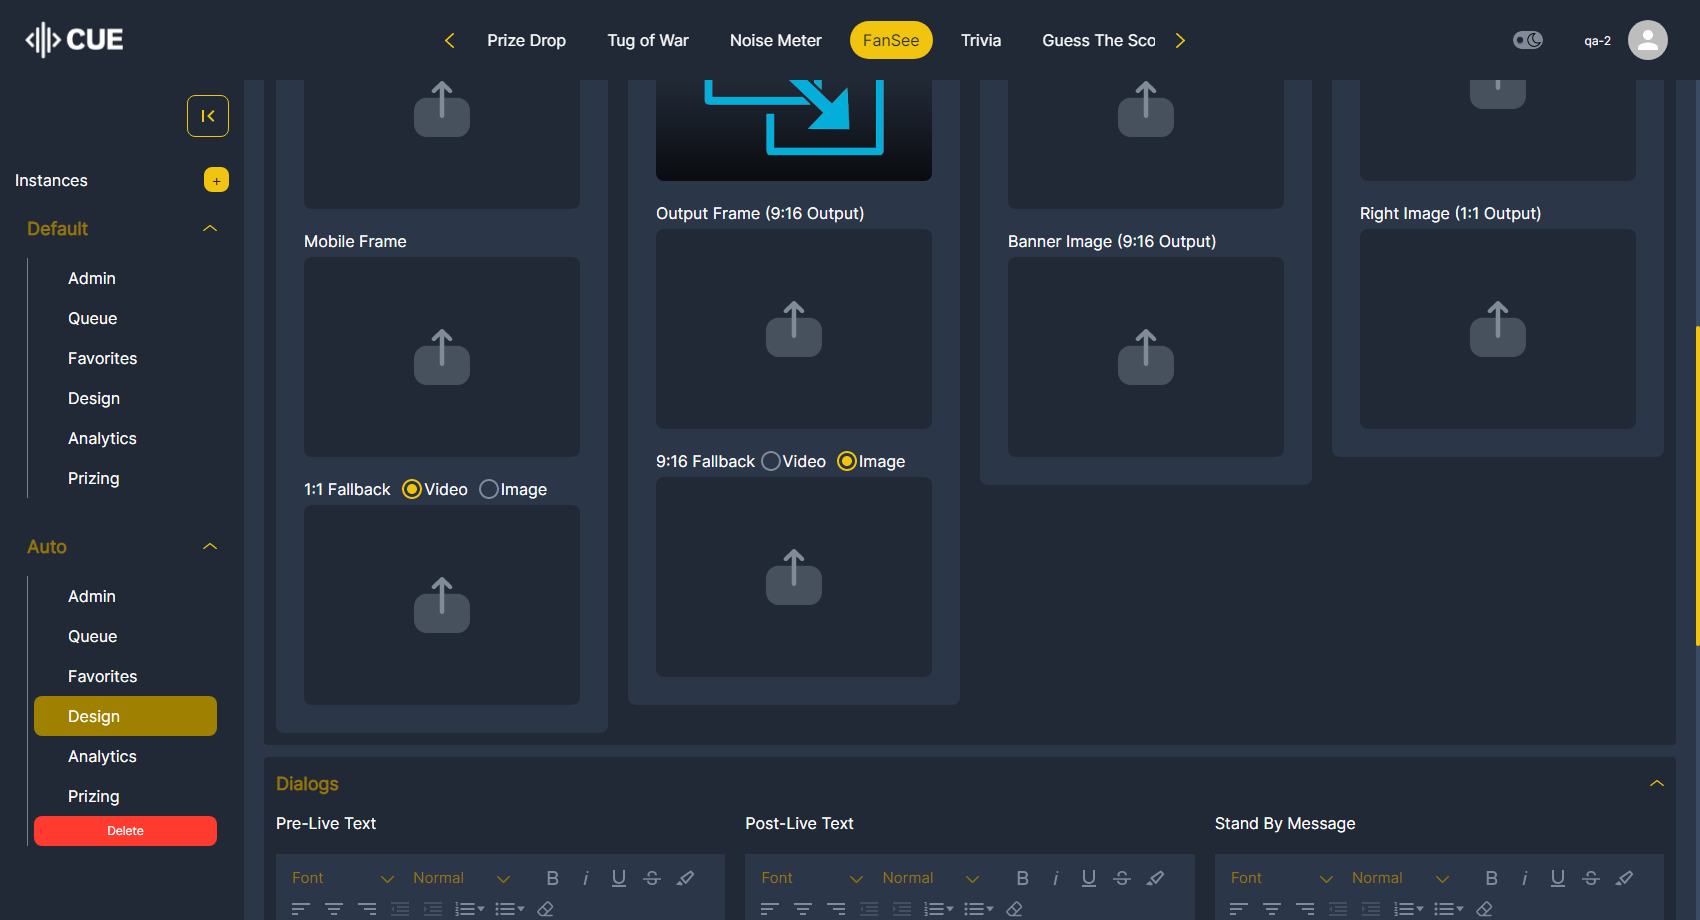 CUE
Prize Drop
Tug of War
Noise Meter
FanSee
Trivia
Guess The Sco
qa-2
Instances
+
Default
Admin
Queue
Favorites
Design
Analytics
Prizing
Auto
Admin
Queue
Favorites
Design
Analytics
Prizing
Delete
Mobile Frame
1:1 Fallback Video Image
Output Frame (9:16 Output)
9:16 Fallback Video Image
Banner Image (9:16 Output)
Right Image (1:1 Output)
Dialogs
Pre-Live Text
Font Normal B i U S
Post-Live Text
Font Normal B i U S
Stand By Message
Font Normal B i U S